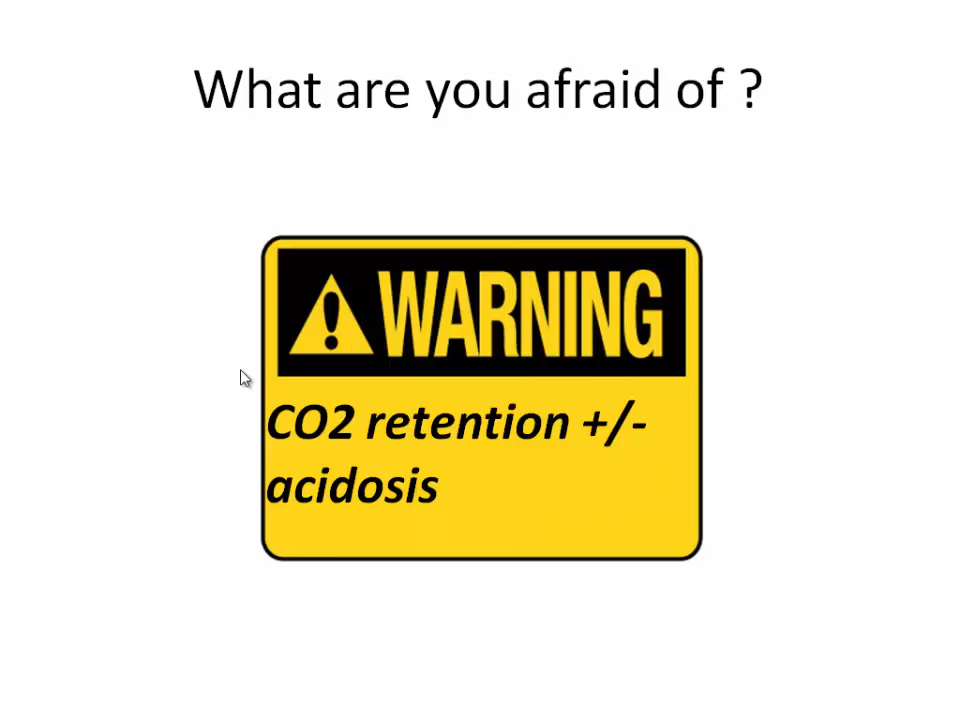 What are you afraid of ?
WARNING
CO2 retention +/-
acidosis